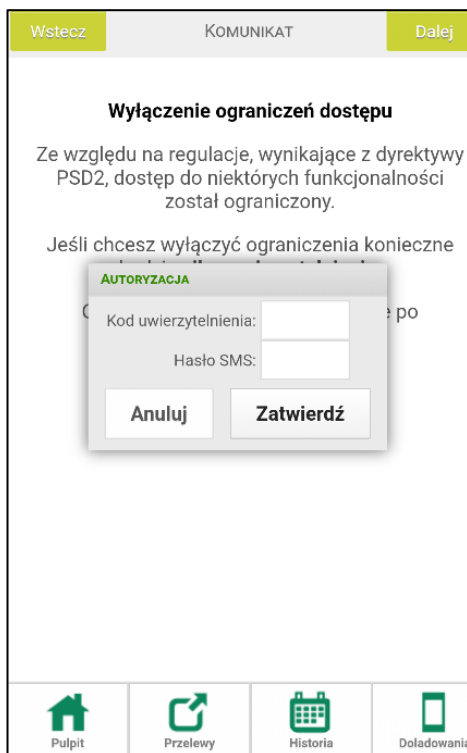 Wstecz KOMUNIKAT Dalej
Wyłączenie ograniczeń dostępu
Ze względu na regulacje, wynikające z dyrektywy
PSD2, dostęp do niektórych funkcjonalności
został ograniczony.
Jeśli chcesz wyłączyć ograniczenia konieczne
po
AUTORYZACJA
Kod uwierzytelnienia:
Hasło SMS:
Anuluj Zatwierdź
Pulpit Przelewy Historia Doładowania